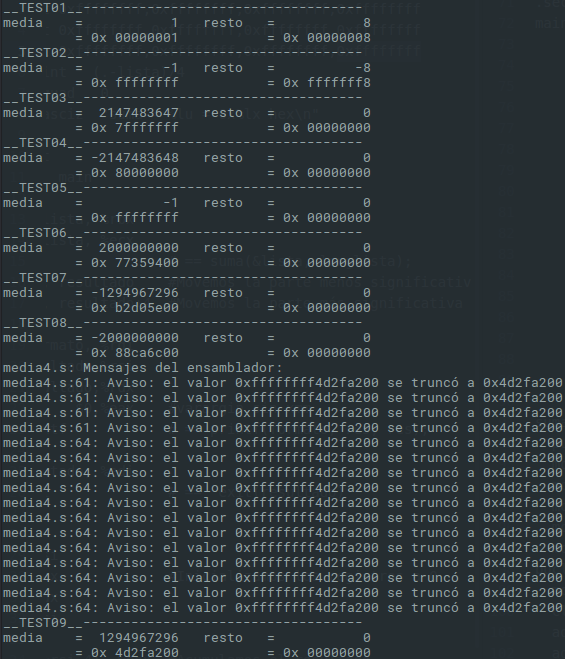 __TEST01__-----------------------------------
media    =          1   resto   =           8
         = 0x 00000001          = 0x 00000008
__TEST02__-----------------------------------
media    =         -1   resto   =          -8
         = 0x ffffffff          = 0x fffffff8
__TEST03__-----------------------------------
media    = 2147483647   resto   =           0
         = 0x 7fffffff          = 0x 00000000
__TEST04__-----------------------------------
media    = -2147483648   resto   =           0
         = 0x 80000000          = 0x 00000000
__TEST05__-----------------------------------
media    =         -1   resto   =           0
         = 0x ffffffff          = 0x 00000000
__TEST06__-----------------------------------
media    = 2000000000   resto   =           0
         = 0x 77359400          = 0x 00000000
__TEST07__-----------------------------------
media    = -1294967296   resto   =           0
         = 0x b2d05e00          = 0x 00000000
__TEST08__-----------------------------------
media    = -2000000000   resto   =           0
         = 0x 88ca6c00          = 0x 00000000
media4.s: Mensajes del ensamblador:
media4.s:61: Aviso: el valor 0xffffffff4d2fa200 se truncó a 0x4d2fa200
media4.s:61: Aviso: el valor 0xffffffff4d2fa200 se truncó a 0x4d2fa200
media4.s:61: Aviso: el valor 0xffffffff4d2fa200 se truncó a 0x4d2fa200
media4.s:61: Aviso: el valor 0xffffffff4d2fa200 se truncó a 0x4d2fa200
media4.s:64: Aviso: el valor 0xffffffff4d2fa200 se truncó a 0x4d2fa200
media4.s:64: Aviso: el valor 0xffffffff4d2fa200 se truncó a 0x4d2fa200
media4.s:64: Aviso: el valor 0xffffffff4d2fa200 se truncó a 0x4d2fa200
media4.s:64: Aviso: el valor 0xffffffff4d2fa200 se truncó a 0x4d2fa200
media4.s:64: Aviso: el valor 0xffffffff4d2fa200 se truncó a 0x4d2fa200
media4.s:64: Aviso: el valor 0xffffffff4d2fa200 se truncó a 0x4d2fa200
media4.s:64: Aviso: el valor 0xffffffff4d2fa200 se truncó a 0x4d2fa200
media4.s:64: Aviso: el valor 0xffffffff4d2fa200 se truncó a 0x4d2fa200
media4.s:64: Aviso: el valor 0xffffffff4d2fa200 se truncó a 0x4d2fa200
media4.s:64: Aviso: el valor 0xffffffff4d2fa200 se truncó a 0x4d2fa200
media4.s:64: Aviso: el valor 0xffffffff4d2fa200 se truncó a 0x4d2fa200
media4.s:64: Aviso: el valor 0xffffffff4d2fa200 se truncó a 0x4d2fa200
__TEST09__-----------------------------------
media    = 1294967296   resto   =           0
         = 0x 4d2fa200          = 0x 00000000